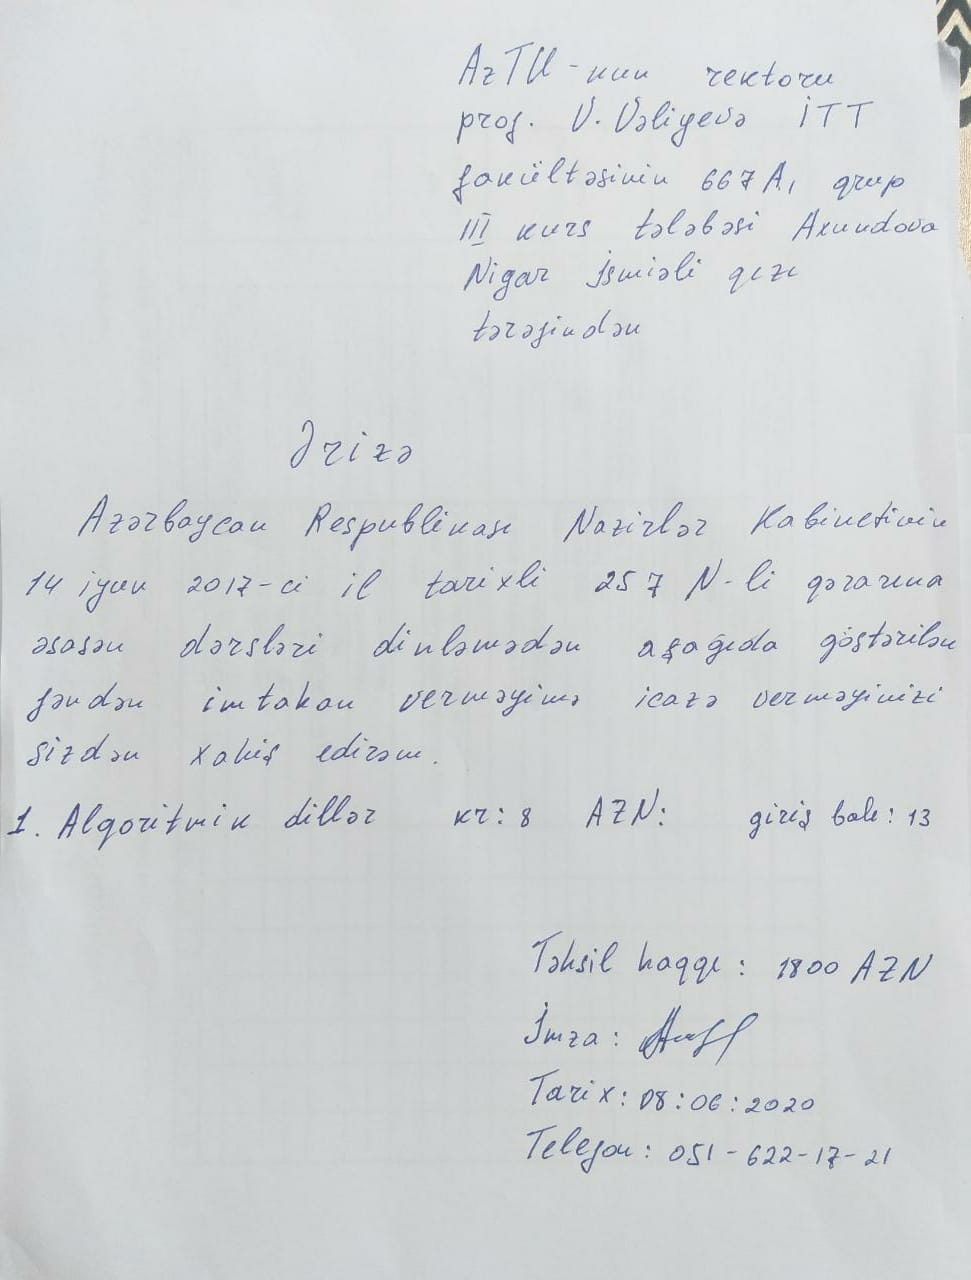 AzTU-nun rektoru
prof. V. Vəliyevə İTT
fakültəsinin 667A₁ qrup
III kurs tələbəsi Axundova
Nigar İsmiəli qızı
tərəfindən
Ərizə
Azərbaycan Respublikası Nazirlər Kabinetinin
14 iyun 2017-ci il tarixli 257 N-li qərarına
əsasən dərsləri dinləmədən aşağıda göstərilən
fəndən imtahan verməyimə icazə verməyinizi
sizdən xahiş edirəm.
1. Alqoritmik dillər kr: 8 AZN: giriş balı: 13
Təhsil haqqı: 1800 AZN
İmza:
Tarix: 08:06:2020
Telefon: 051-622-17-21